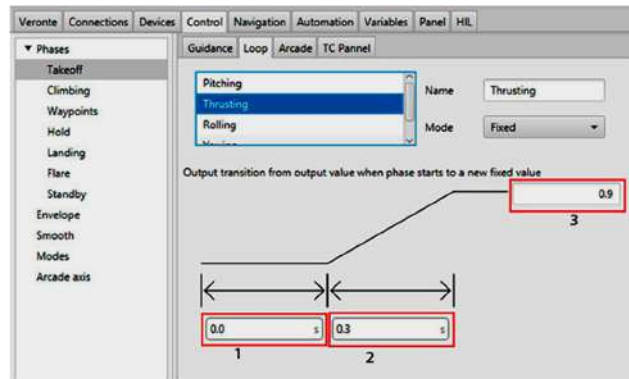 Veronte Connections Devices Control Navigation Automation Variables Panel HIL
▼ Phases
Takeoff
Climbing
Waypoints
Hold
Landing
Flare
Standby
Envelope
Smooth
Modes
Arcade axis
Guidance Loop Arcade TC Pannel
Pitching
Thrusting
Rolling
Name Thrusting
Mode Fixed
Output transition from output value when phase starts to a new fixed value
0.9
3
0.0 s
0.3 s
1
2